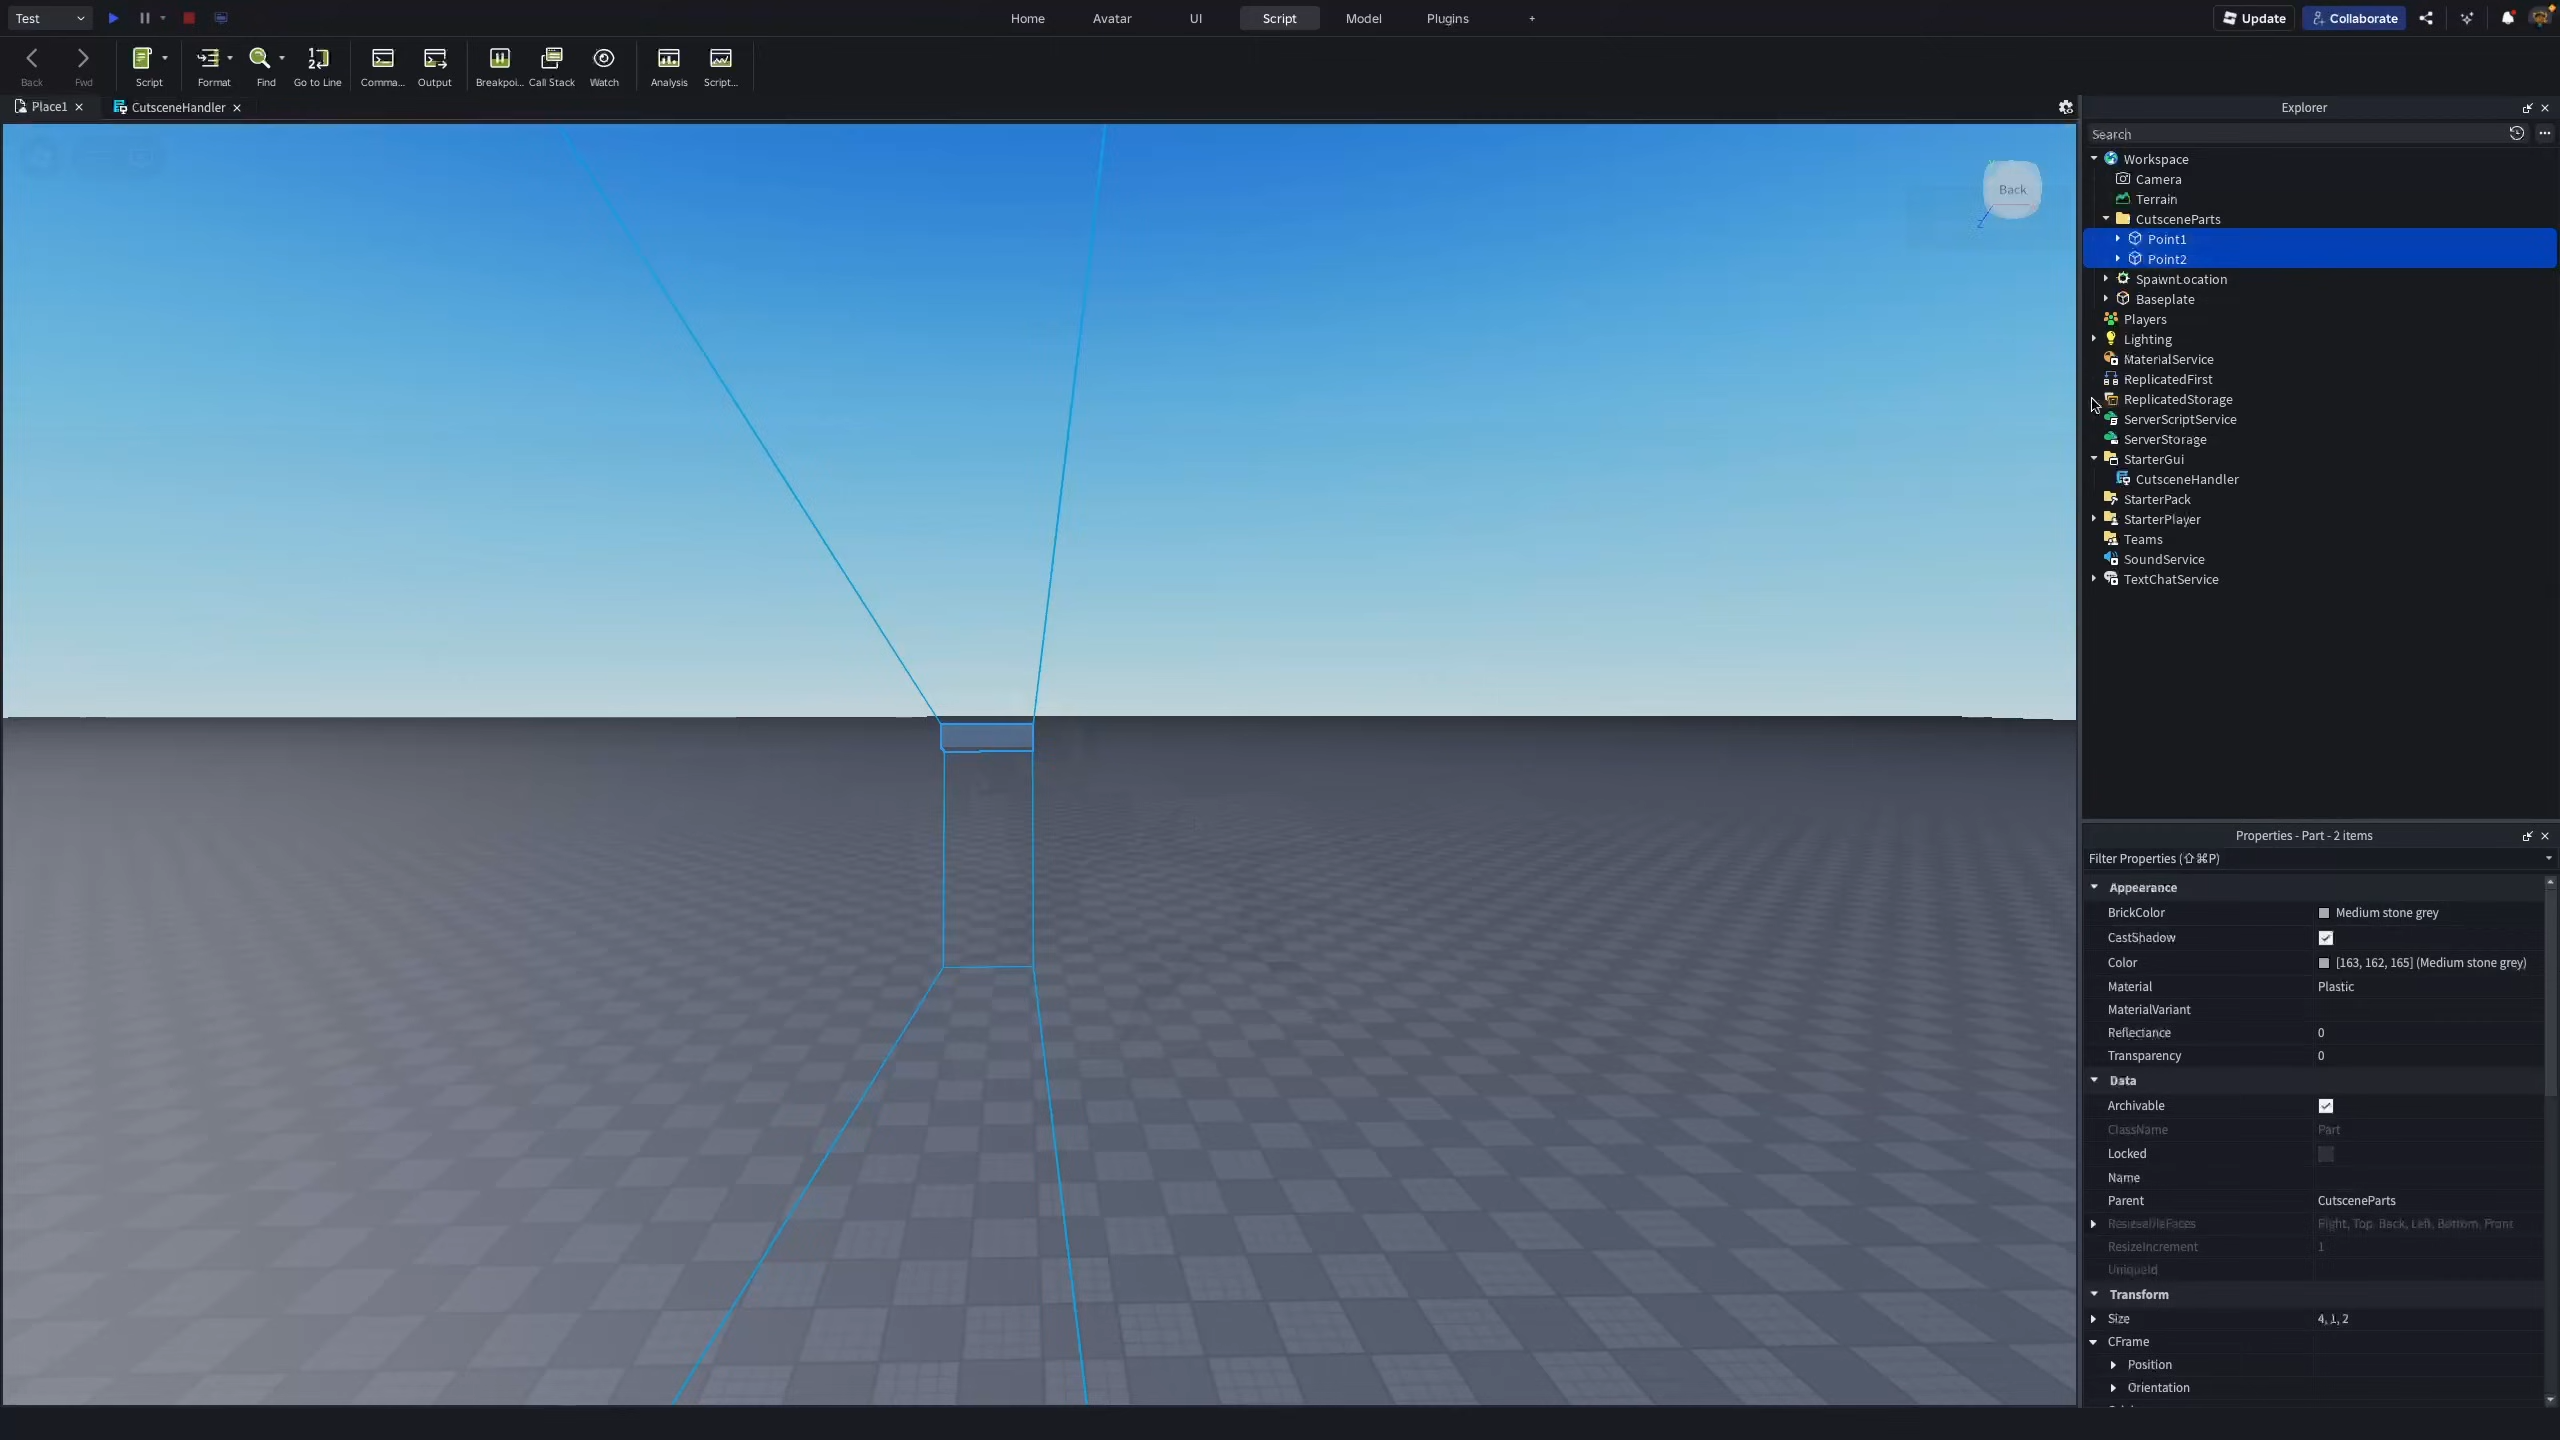 Test
Home
Avatar
UI
Script
Model
Plugins
+
Update
Collaborate
Back
Fwd
Script
Format
Find
Go to Line
Comma...
Output
Breakpoi...
Call Stack
Watch
Analysis
Script...
Place1
CutsceneHandler
Back
Z
Explorer
Search
Workspace
Camera
Terrain
CutsceneParts
Point1
Point2
SpawnLocation
Baseplate
Players
Lighting
MaterialService
ReplicatedFirst
ReplicatedStorage
ServerScriptService
ServerStorage
StarterGui
CutsceneHandler
StarterPack
StarterPlayer
Teams
SoundService
TextChatService
Properties - Part - 2 items
Filter Properties (⇧⌘P)
Appearance
BrickColor Medium stone grey
CastShadow
Color [163, 162, 165] (Medium stone grey)
Material Plastic
MaterialVariant
Reflectance 0
Transparency 0
Data
Archivable
ClassName Part
Locked
Name
Parent CutsceneParts
ResizeableFaces Right, Top, Back, Left, Bottom, Front
ResizeIncrement 1
UniqueId
Transform
Size 4, 1, 2
CFrame
Position
Orientation